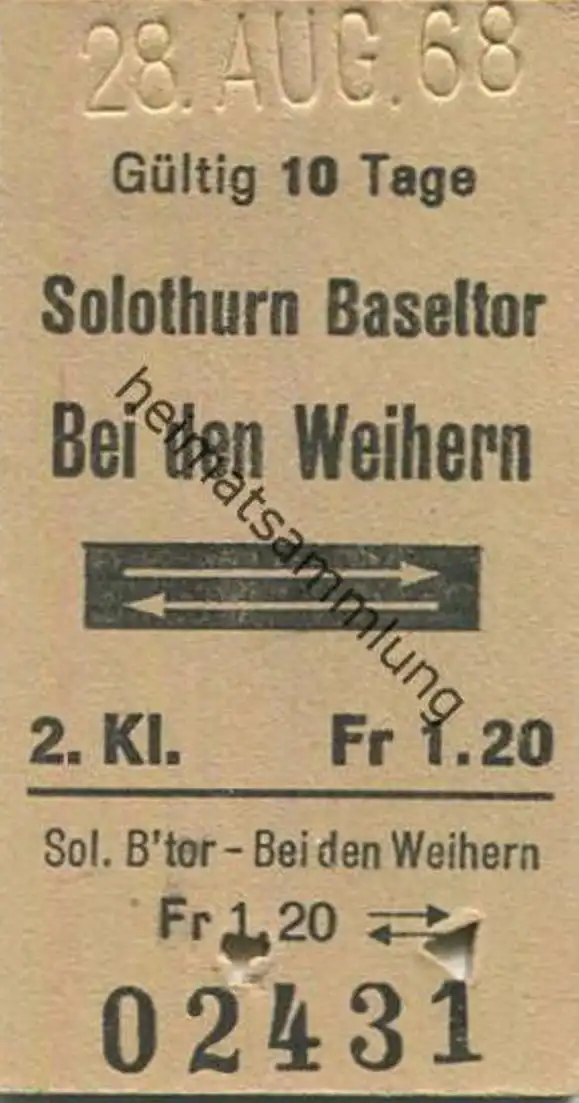 28. AUG. 68
Gültig 10 Tage
Solothurn Baseltor
Bei den Weihern
heimatsammlung
2. Kl. Fr 1.20
Sol. B'tor - Bei den Weihern
Fr 1.20
02431